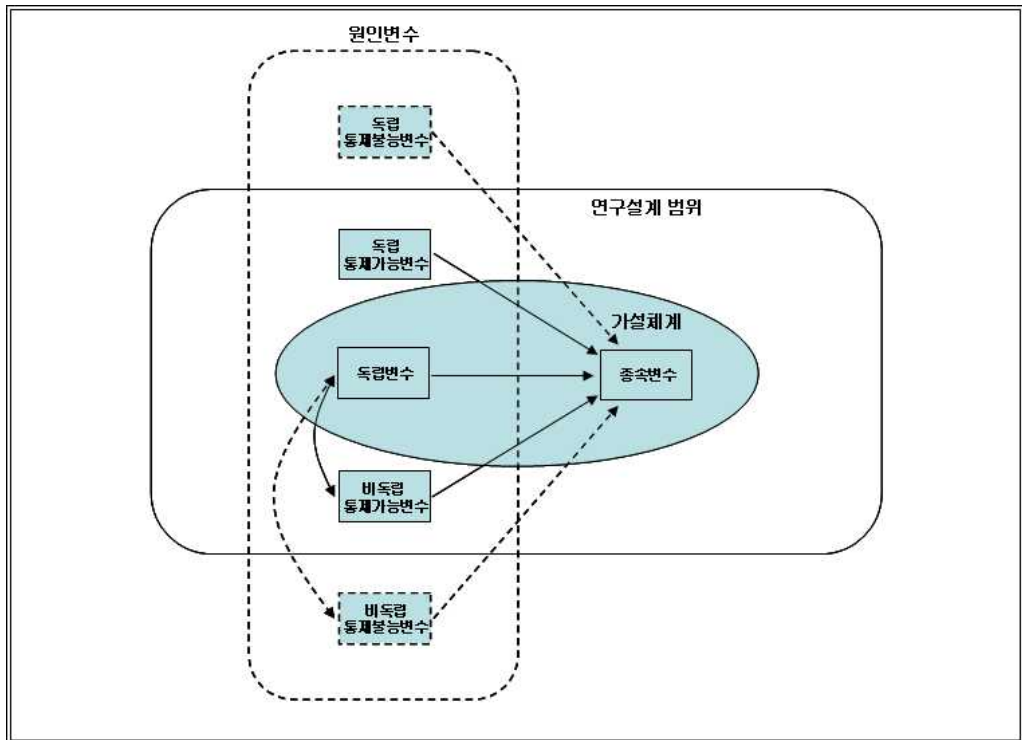 원인변수
독립
통제불능변수
연구설계 범위
독립
통제가능변수
가설체계
독립변수
종속변수
비독립
통제가능변수
비독립
통제불능변수